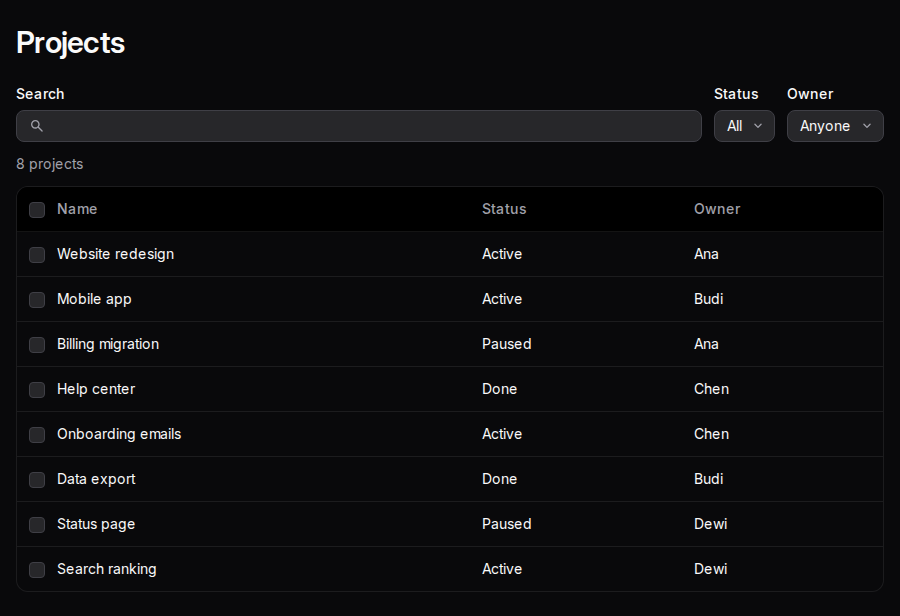 Projects
Search Status Owner
All Anyone
8 projects
Name Status Owner
Website redesign Active Ana
Mobile app Active Budi
Billing migration Paused Ana
Help center Done Chen
Onboarding emails Active Chen
Data export Done Budi
Status page Paused Dewi
Search ranking Active Dewi